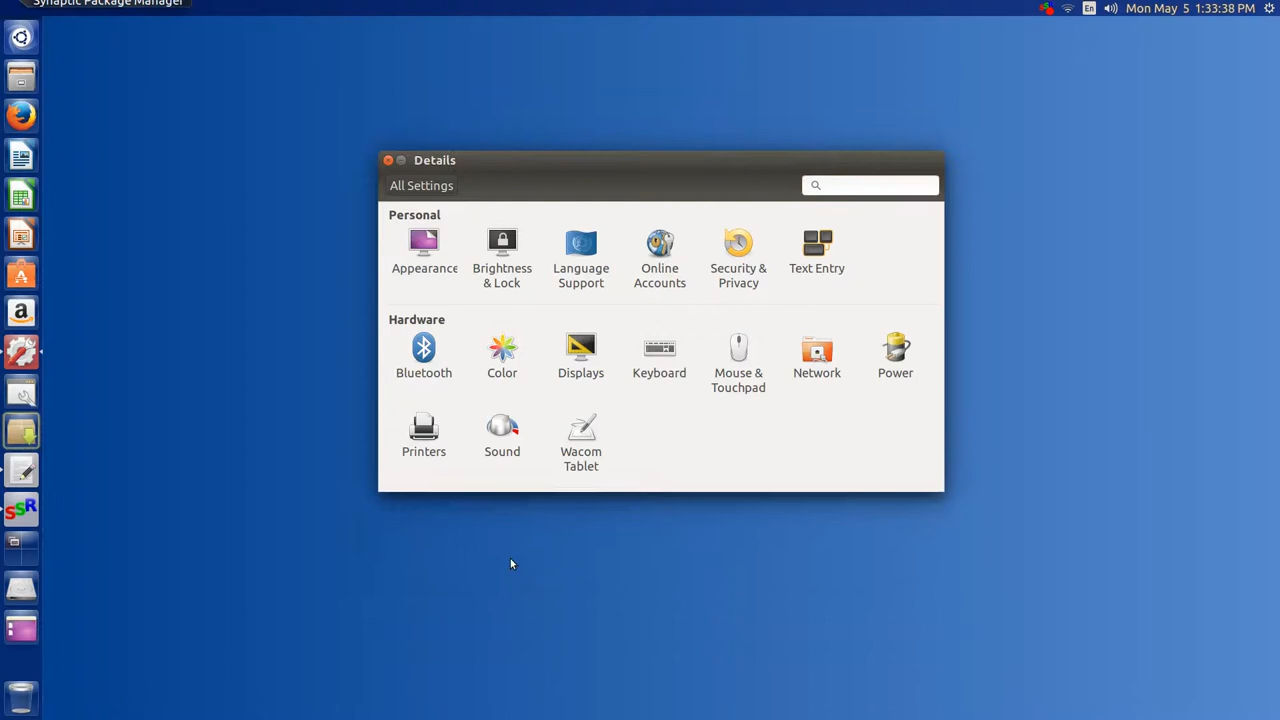 Synaptic Package Manager
En
Mon May 5 1:33:38 PM
Details
All Settings
Personal
Appearance
Brightness
& Lock
Language
Support
Online
Accounts
Security &
Privacy
Text Entry
Hardware
Bluetooth
Color
Displays
Keyboard
Mouse &
Touchpad
Network
Power
Printers
Sound
Wacom
Tablet
SSR